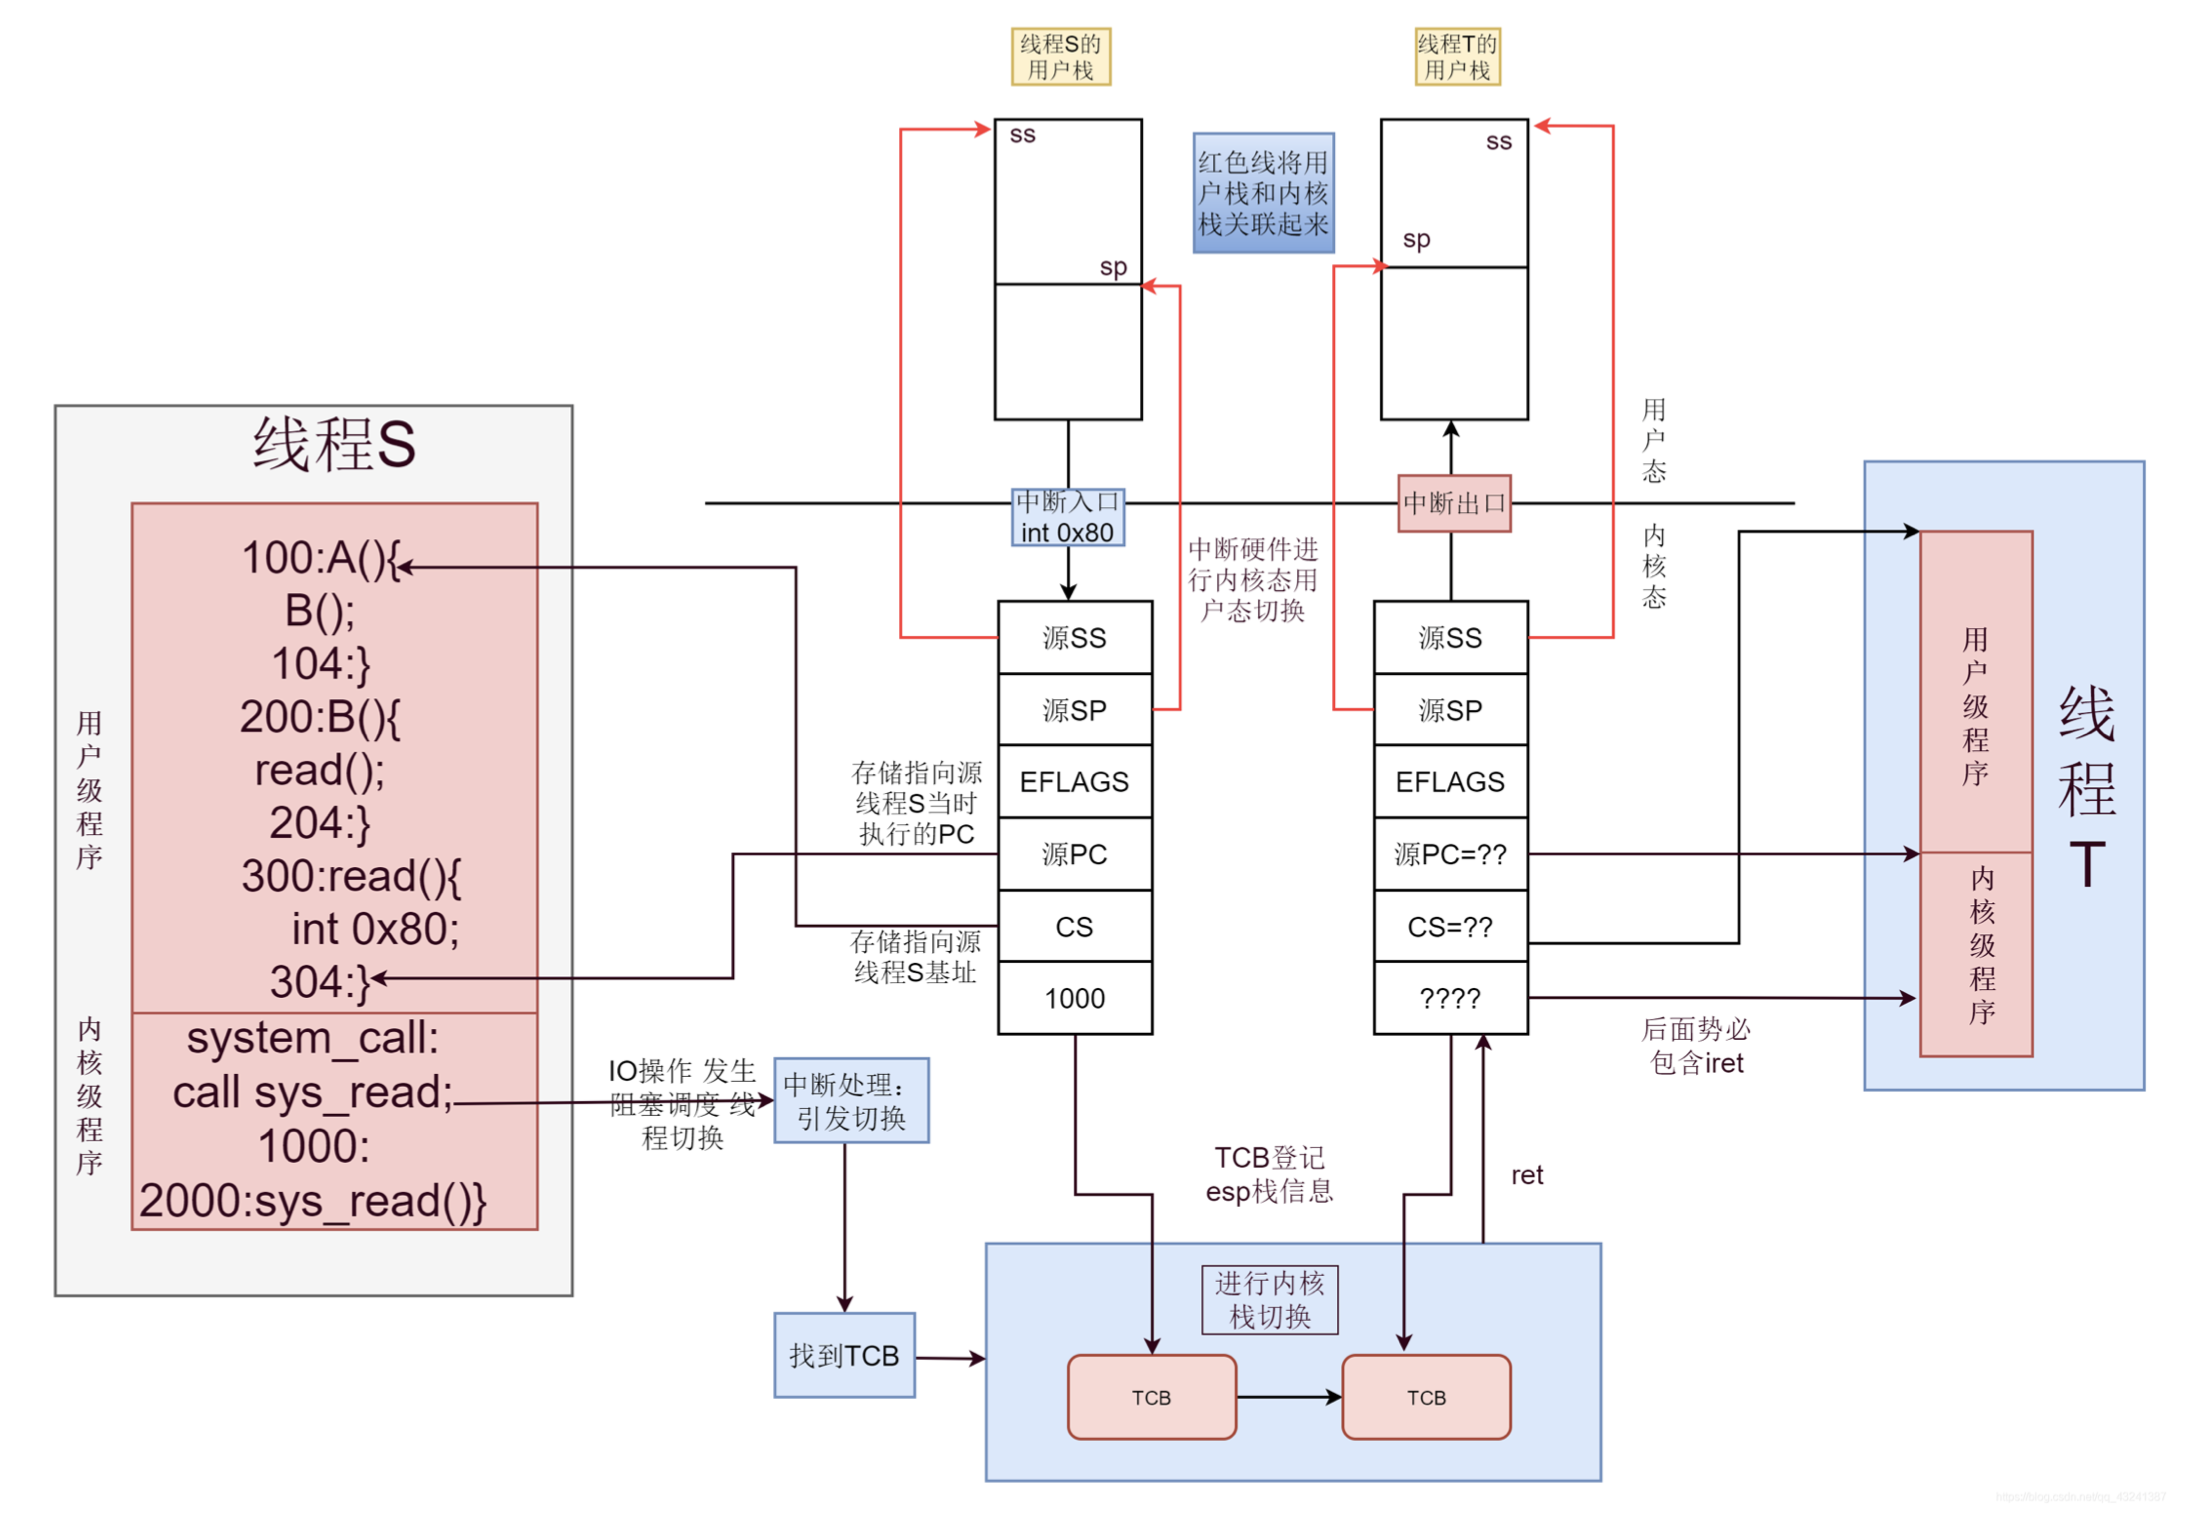 线程S的
用户栈
线程T的
用户栈
ss
sp
红色线将用
户栈和内核
栈关联起来
ss
sp
用
户
态
内
核
态
中断入口
int 0x80
中断出口
中断硬件进
行内核态用
户态切换
线程S
用
户
级
程
序
100:A(){
B();
104:}
200:B(){
read();
204:}
300:read(){
int 0x80;
304:}
内
核
级
程
序
system_call:
call sys_read;
1000:
2000:sys_read()}
存储指向源
线程S当时
执行的PC
存储指向源
线程S基址
源SS
源SP
EFLAGS
源PC
CS
1000
源SS
源SP
EFLAGS
源PC=??
CS=??
????
用
户
级
程
序
内
核
级
程
序
线
程
T
后面势必
包含iret
IO操作 发生
阻塞调度 线
程切换
中断处理：
引发切换
找到TCB
TCB登记
esp栈信息
ret
进行内核
栈切换
TCB
TCB
https://blog.csdn.net/qq_43241387